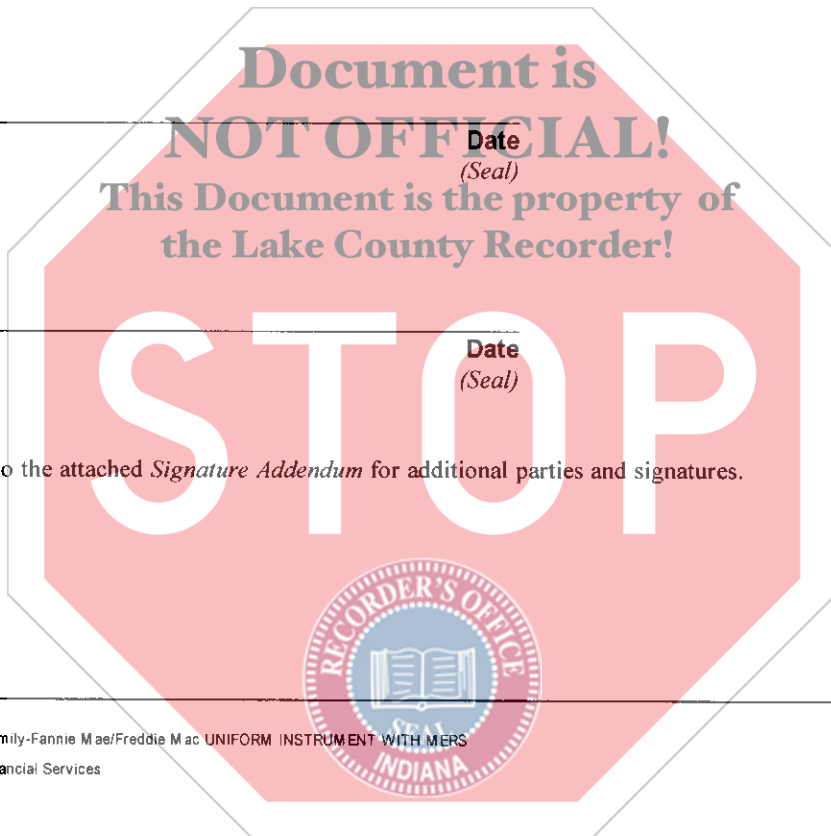 Document is
NOT OFFICIAL!
Date
(Seal)
This Document is the property of
the Lake County Recorder!
STOP
Date
(Seal)
o the attached Signature Addendum for additional parties and signatures.
RECORDER'S OFFICE
SEAL
INDIANA
mily-Fannie Mae/Freddie Mac UNIFORM INSTRUMENT WITH MERS
ancial Services